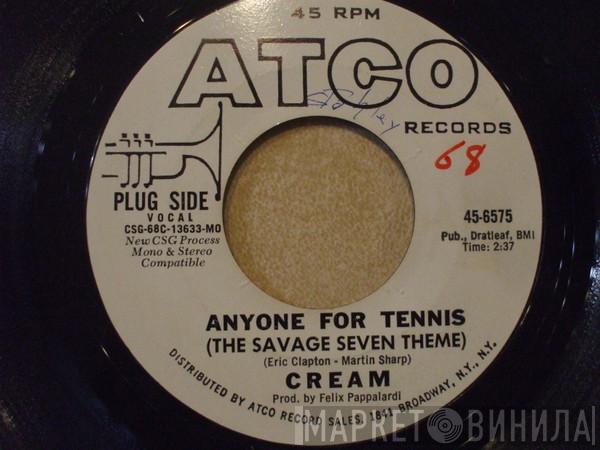 45 RPM
ATCO
RECORDS
68
PLUG SIDE
VOCAL
CSG-68C-13633-MO
New CSG Process
Mono & Stereo
Compatible
45-6575
Pub., Dratleaf, BMI
Time: 2:37
ANYONE FOR TENNIS
(THE SAVAGE SEVEN THEME)
(Eric Clapton - Martin Sharp)
CREAM
Prod. by Felix Pappalardi
DISTRIBUTED BY ATCO RECORD SALES, 1841 BROADWAY, N.Y., N.Y.
МАРКЕТ ВИНИЛА